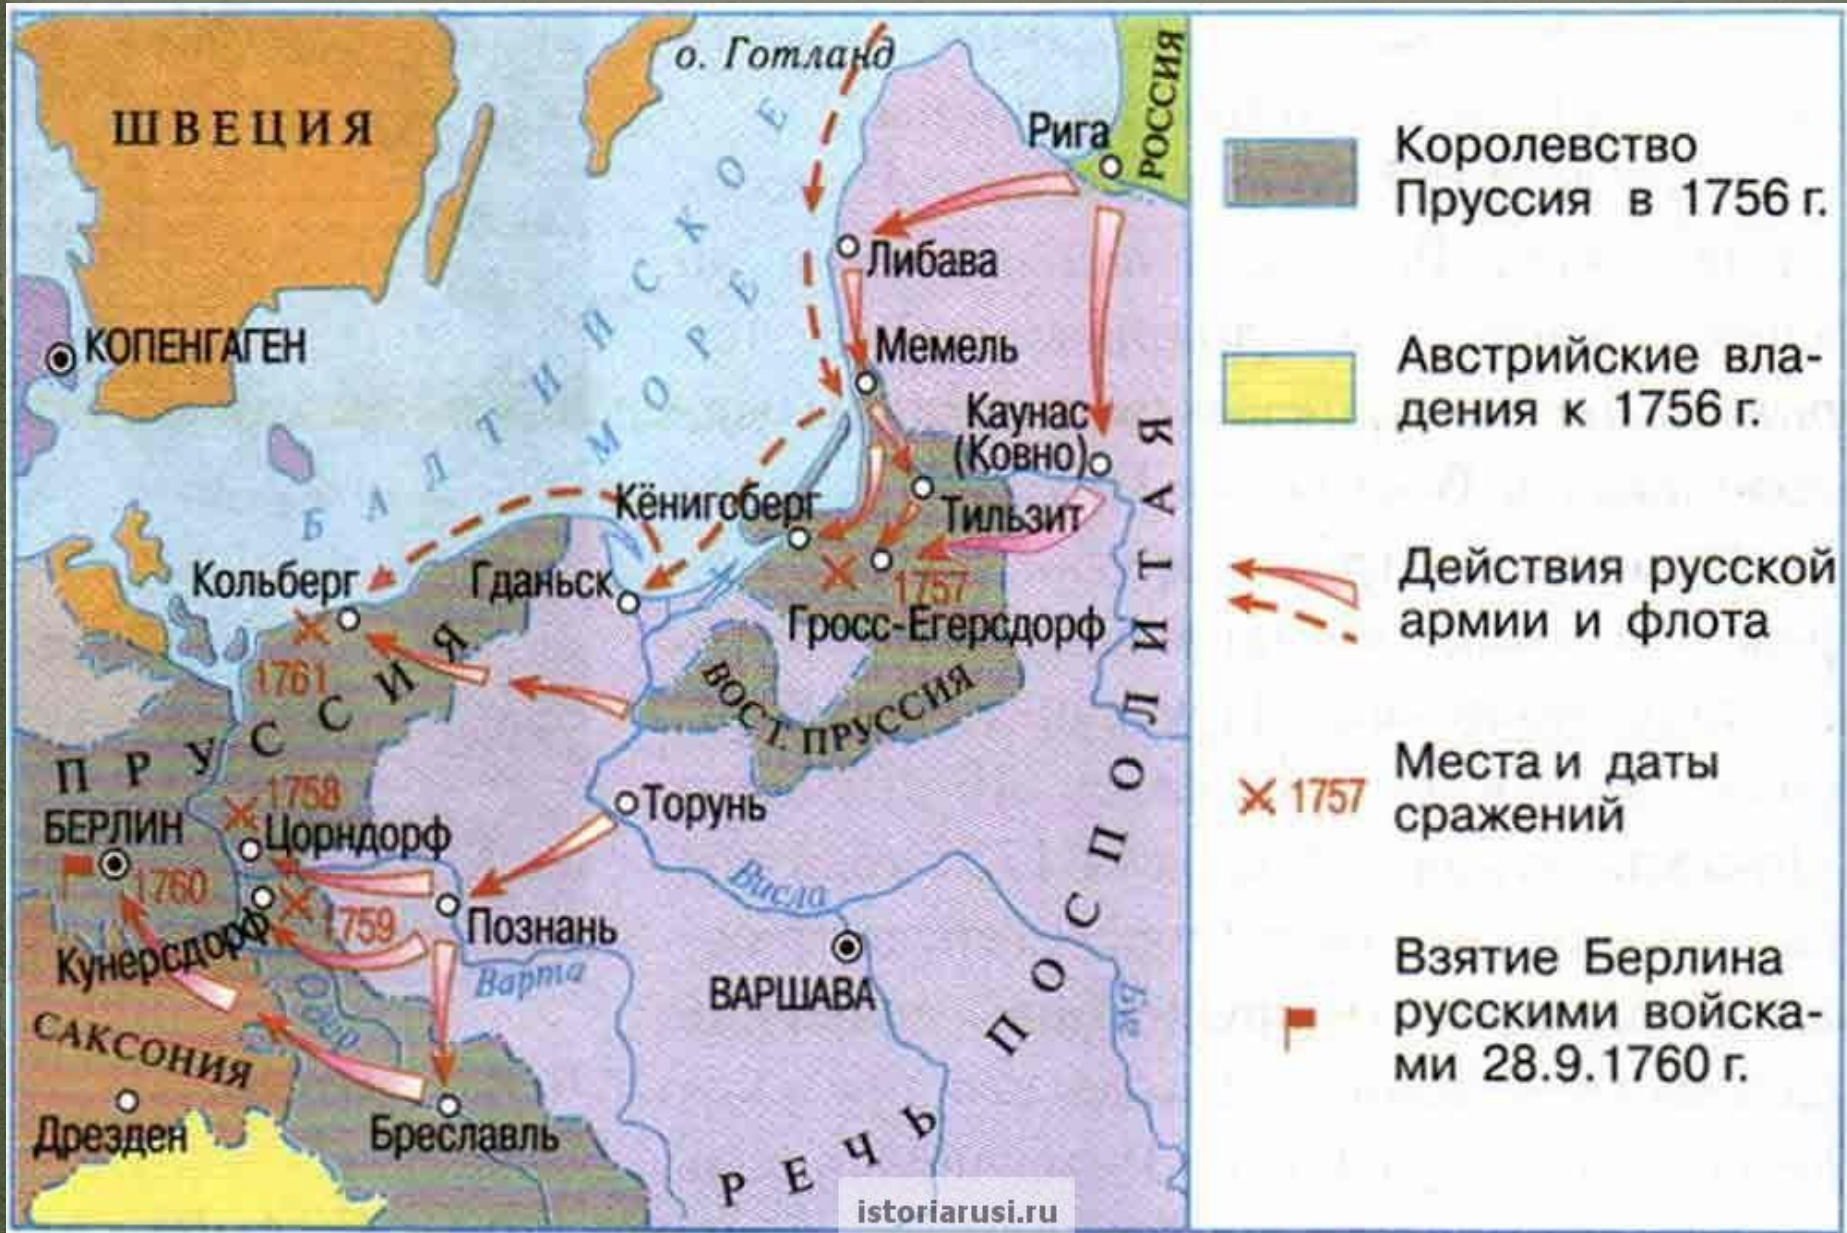 о. Готланд
ШВЕЦИЯ
РОССИЯ
Рига
БАЛТИЙСКОЕ
МОРЕ
Либава
КОПЕНГАГЕН
Мемель
Каунас
(Ковно)
Кёнигсберг
Тильзит
Кольберг
Гданьск
1757
Гросс-Егерсдорф
1761
ВОСТ. ПРУССИЯ
ПРУССИЯ
1758
БЕРЛИН
Цорндорф
Торунь
1760
1759
Висла
Кунерсдорф
Познань
Варта
ВАРШАВА
Одер
Буг
САКСОНИЯ
Дрезден
Бреславль
РЕЧЬ
ПОСПОЛИТАЯ
Королевство
Пруссия в 1756 г.
Австрийские вла-
дения к 1756 г.
Действия русской
армии и флота
1757
Места и даты
сражений
Взятие Берлина
русскими войска-
ми 28.9.1760 г.
istoriarusi.ru